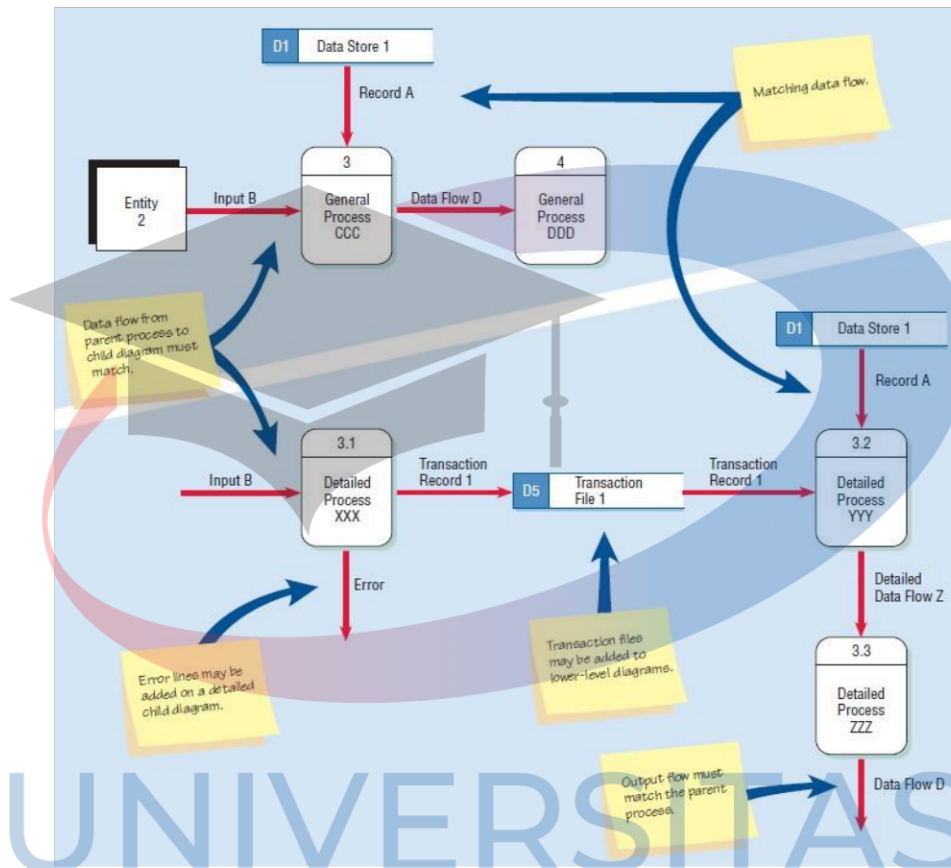 D1 Data Store 1
Record A
Matching data flow.
3
General
Process
CCC
4
General
Process
DDD
Entity
2
Input B
Data Flow D
Data flow from
parent process to
child diagram must
match.
D1 Data Store 1
Record A
3.1
Detailed
Process
XXX
Input B
Transaction
Record 1
D5 Transaction
File 1
Transaction
Record 1
3.2
Detailed
Process
YYY
Error
Detailed
Data Flow Z
Error lines may be
added on a detailed
child diagram.
Transaction files
may be added to
lower-level diagrams.
3.3
Detailed
Process
ZZZ
Output flow must
match the parent
process.
Data Flow D
UNIVERSITAS